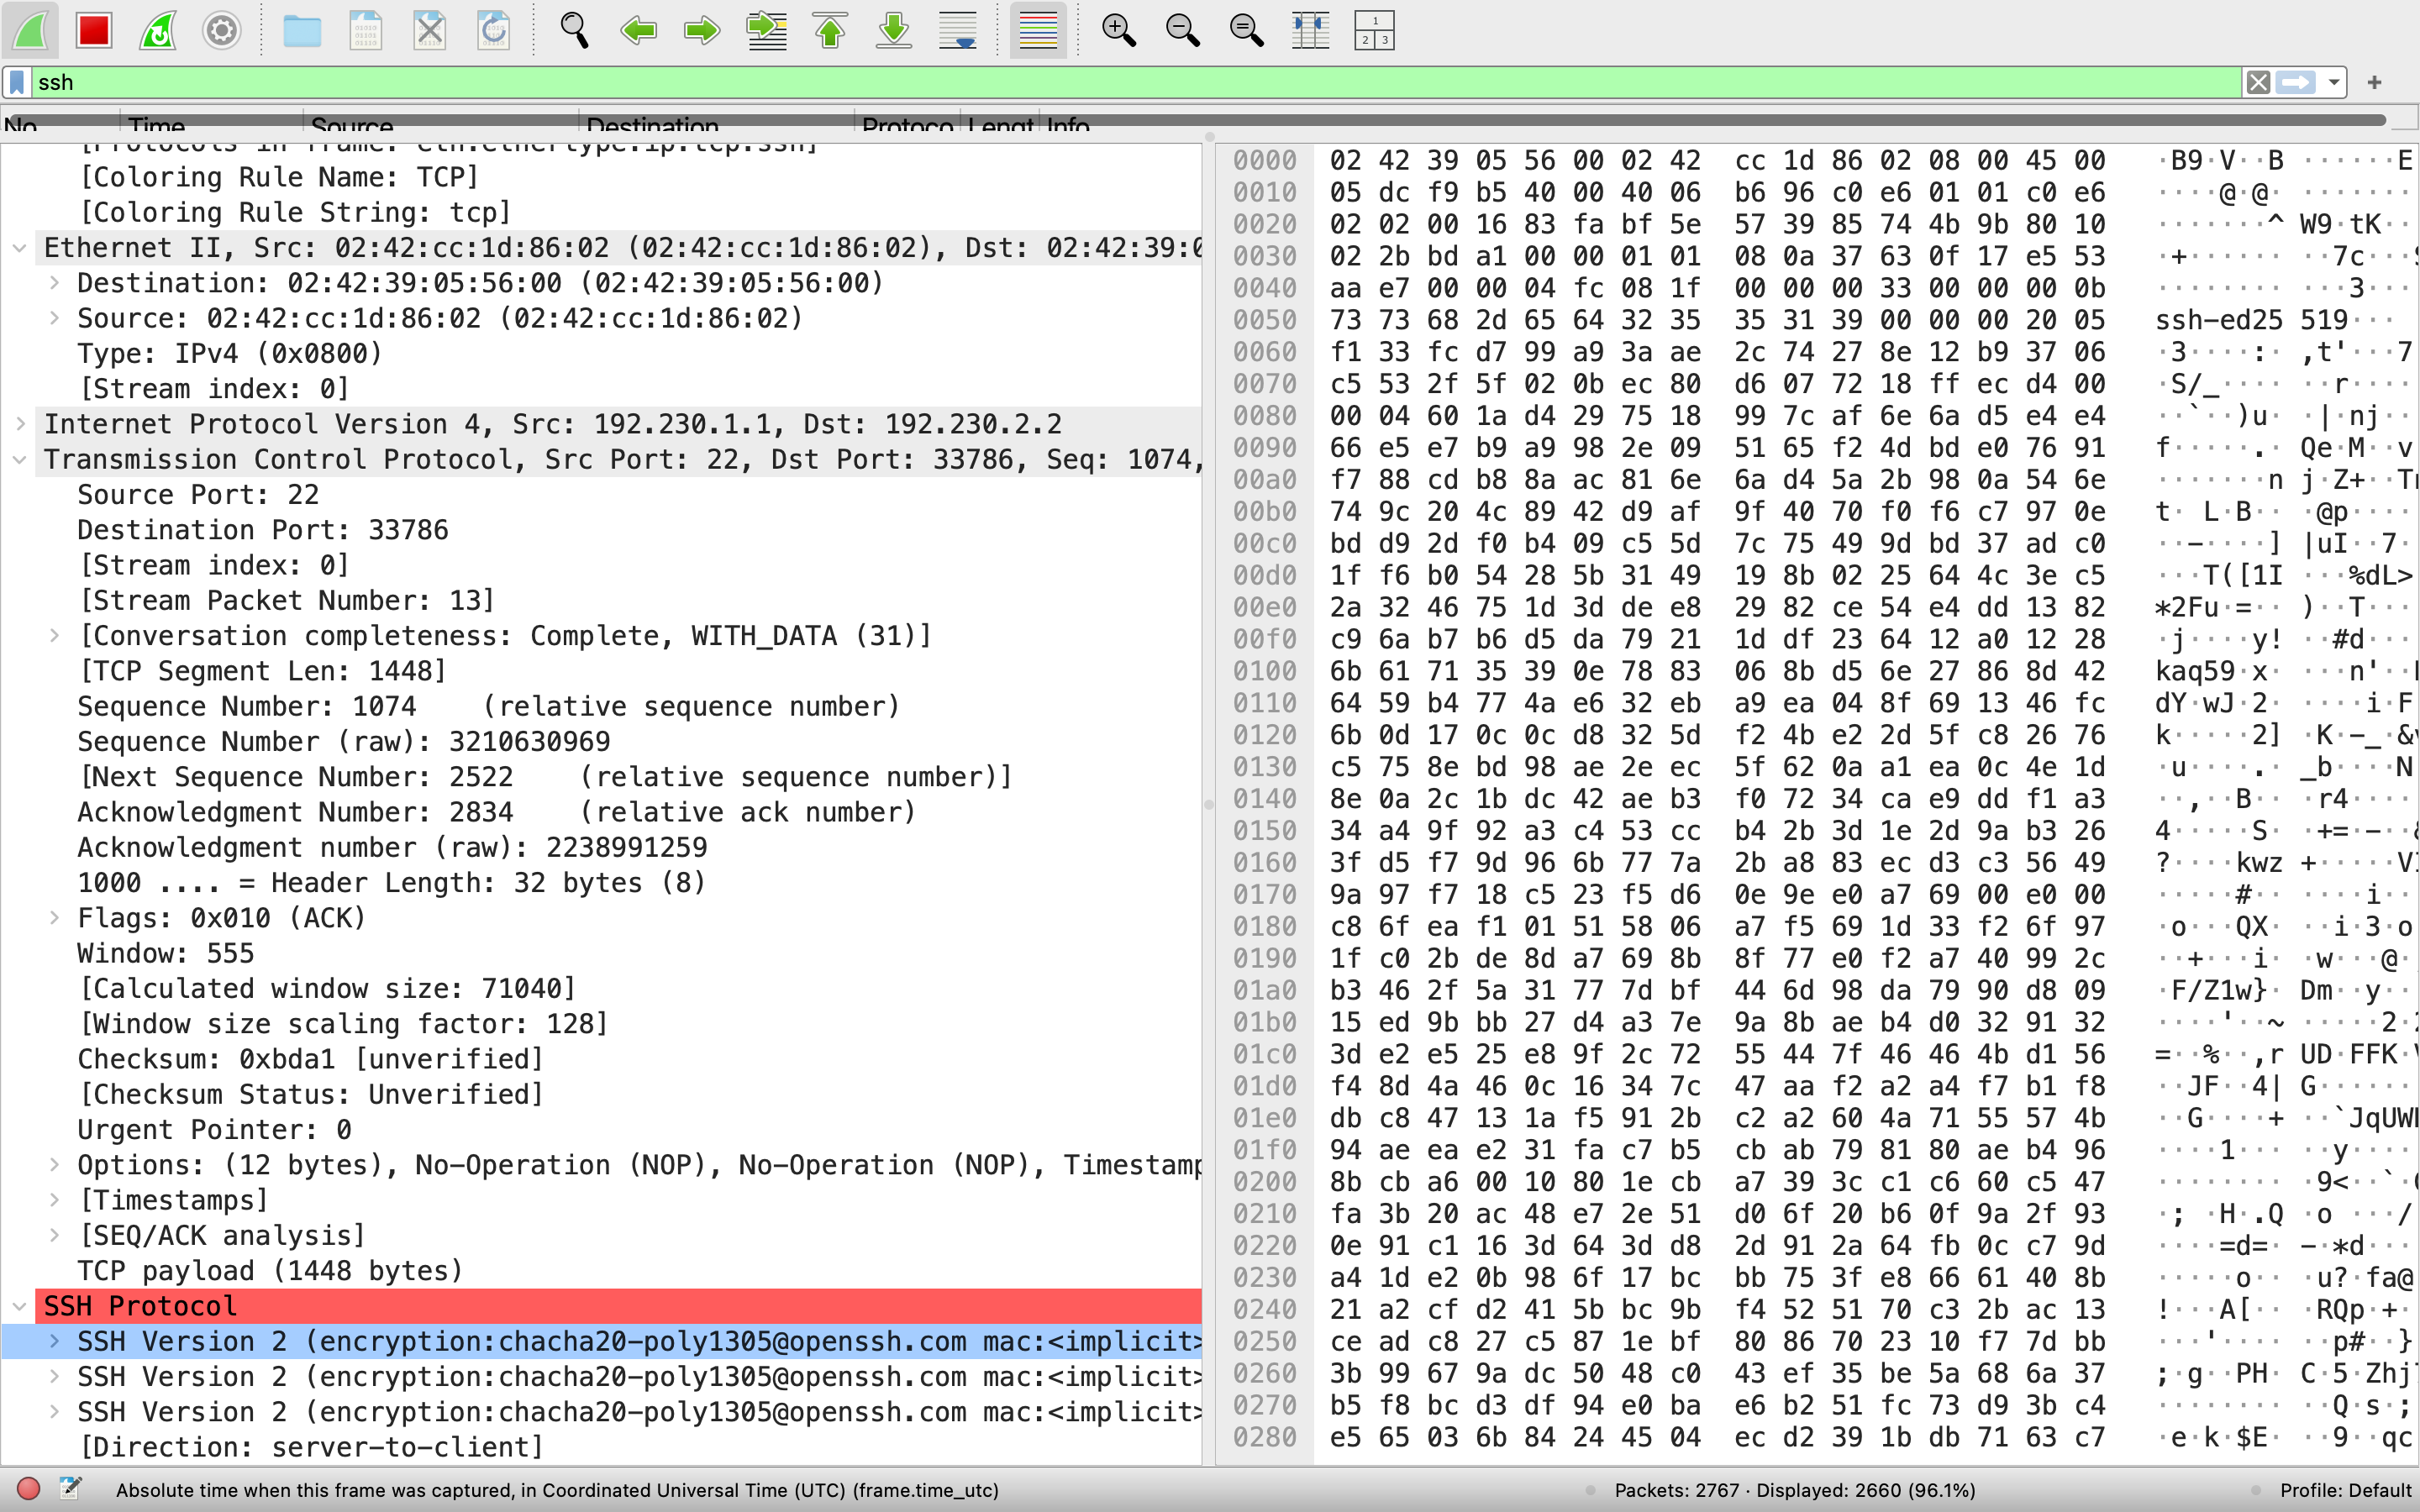 ssh
No. Time Source Destination Protoco Lengt Info
[Protocols in frame: eth:ethertype:ip:tcp:ssh]
[Coloring Rule Name: TCP]
[Coloring Rule String: tcp]
Ethernet II, Src: 02:42:cc:1d:86:02 (02:42:cc:1d:86:02), Dst: 02:42:39:0
Destination: 02:42:39:05:56:00 (02:42:39:05:56:00)
Source: 02:42:cc:1d:86:02 (02:42:cc:1d:86:02)
Type: IPv4 (0x0800)
[Stream index: 0]
Internet Protocol Version 4, Src: 192.230.1.1, Dst: 192.230.2.2
Transmission Control Protocol, Src Port: 22, Dst Port: 33786, Seq: 1074,
Source Port: 22
Destination Port: 33786
[Stream index: 0]
[Stream Packet Number: 13]
[Conversation completeness: Complete, WITH_DATA (31)]
[TCP Segment Len: 1448]
Sequence Number: 1074    (relative sequence number)
Sequence Number (raw): 3210630969
[Next Sequence Number: 2522    (relative sequence number)]
Acknowledgment Number: 2834    (relative ack number)
Acknowledgment number (raw): 2238991259
1000 .... = Header Length: 32 bytes (8)
Flags: 0x010 (ACK)
Window: 555
[Calculated window size: 71040]
[Window size scaling factor: 128]
Checksum: 0xbda1 [unverified]
[Checksum Status: Unverified]
Urgent Pointer: 0
Options: (12 bytes), No-Operation (NOP), No-Operation (NOP), Timestamp
[Timestamps]
[SEQ/ACK analysis]
TCP payload (1448 bytes)
SSH Protocol
SSH Version 2 (encryption:chacha20-poly1305@openssh.com mac:<implicit>
SSH Version 2 (encryption:chacha20-poly1305@openssh.com mac:<implicit>
SSH Version 2 (encryption:chacha20-poly1305@openssh.com mac:<implicit>
[Direction: server-to-client]
0000 02 42 39 05 56 00 02 42 cc 1d 86 02 08 00 45 00 ·B9·V··B ······E
0010 05 dc f9 b5 40 00 40 06 b6 96 c0 e6 01 01 c0 e6 ····@·@· ·······
0020 02 02 00 16 83 fa bf 5e 57 39 85 74 4b 9b 80 10 ·······^ W9·tK··
0030 02 2b bd a1 00 00 01 01 08 0a 37 63 0f 17 e5 53 ·+······ ··7c···S
0040 aa e7 00 00 04 fc 08 1f 00 00 00 33 00 00 00 0b ········ ···3···
0050 73 73 68 2d 65 64 32 35 35 31 39 00 00 00 20 05 ssh-ed25 519···
0060 f1 33 fc d7 99 a9 3a ae 2c 74 27 8e 12 b9 37 06 ·3····:· ,t'···7
0070 c5 53 2f 5f 02 0b ec 80 d6 07 72 18 ff ec d4 00 ·S/_···· ··r····
0080 00 04 60 1a d4 29 75 18 99 7c af 6e 6a d5 e4 e4 ··`··)u· ·|·nj··
0090 66 e5 e7 b9 a9 98 2e 09 51 65 f2 4d bd e0 76 91 f·····.· Qe·M··v
00a0 f7 88 cd b8 8a ac 81 6e 6a d4 5a 2b 98 0a 54 6e ·······n j·Z+··Tn
00b0 74 9c 20 4c 89 42 d9 af 9f 40 70 f0 f6 c7 97 0e t· L·B·· ·@p····
00c0 bd d9 2d f0 b4 09 c5 5d 7c 75 49 9d bd 37 ad c0 ··-····] |uI··7·
00d0 1f f6 b0 54 28 5b 31 49 19 8b 02 25 64 4c 3e c5 ···T([1I ···%dL>
00e0 2a 32 46 75 1d 3d de e8 29 82 ce 54 e4 dd 13 82 *2Fu·=·· )··T···
00f0 c9 6a b7 b6 d5 da 79 21 1d df 23 64 12 a0 12 28 ·j····y! ··#d···
0100 6b 61 71 35 39 0e 78 83 06 8b d5 6e 27 86 8d 42 kaq59·x· ···n'··
0110 64 59 b4 77 4a e6 32 eb a9 ea 04 8f 69 13 46 fc dY·wJ·2· ····i·F
0120 6b 0d 17 0c 0c d8 32 5d f2 4b e2 2d 5f c8 26 76 k·····2] ·K·-_·&v
0130 c5 75 8e bd 98 ae 2e ec 5f 62 0a a1 ea 0c 4e 1d ·u····.· _b····N
0140 8e 0a 2c 1b dc 42 ae b3 f0 72 34 ca e9 dd f1 a3 ··,··B·· ·r4····
0150 34 a4 9f 92 a3 c4 53 cc b4 2b 3d 1e 2d 9a b3 26 4·····S· ·+=·-··&
0160 3f d5 f7 9d 96 6b 77 7a 2b a8 83 ec d3 c3 56 49 ?····kwz +·····VI
0170 9a 97 f7 18 c5 23 f5 d6 0e 9e e0 a7 69 00 e0 00 ·····#·· ····i··
0180 c8 6f ea f1 01 51 58 06 a7 f5 69 1d 33 f2 6f 97 ·o···QX· ··i·3·o
0190 1f c0 2b de 8d a7 69 8b 8f 77 e0 f2 a7 40 99 2c ··+···i· ·w···@·
01a0 b3 46 2f 5a 31 77 7d bf 44 6d 98 da 79 90 d8 09 ·F/Z1w}· Dm··y··
01b0 15 ed 9b bb 27 d4 a3 7e 9a 8b ae b4 d0 32 91 32 ····'··~ ·····2·2
01c0 3d e2 e5 25 e8 9f 2c 72 55 44 7f 46 46 4b d1 56 =··%··,r UD·FFK·V
01d0 f4 8d 4a 46 0c 16 34 7c 47 aa f2 a2 a4 f7 b1 f8 ··JF··4| G······
01e0 db c8 47 13 1a f5 91 2b c2 a2 60 4a 71 55 57 4b ··G····+ ··`JqUWK
01f0 94 ae ea e2 31 fa c7 b5 cb ab 79 81 80 ae b4 96 ····1··· ··y····
0200 8b cb a6 00 10 80 1e cb a7 39 3c c1 c6 60 c5 47 ········ ·9<··`·G
0210 fa 3b 20 ac 48 e7 2e 51 d0 6f 20 b6 0f 9a 2f 93 ·; ·H·.Q ·o ···/
0220 0e 91 c1 16 3d 64 3d d8 2d 91 2a 64 fb 0c c7 9d ····=d=· -·*d···
0230 a4 1d e2 0b 98 6f 17 bc bb 75 3f e8 66 61 40 8b ·····o·· ·u?·fa@
0240 21 a2 cf d2 41 5b bc 9b f4 52 51 70 c3 2b ac 13 !···A[·· ·RQp·+·
0250 ce ad c8 27 c5 87 1e bf 80 86 70 23 10 f7 7d bb ···'···· ··p#··}
0260 3b 99 67 9a dc 50 48 c0 43 ef 35 be 5a 68 6a 37 ;·g··PH· C·5·Zhj7
0270 b5 f8 bc d3 df 94 e0 ba e6 b2 51 fc 73 d9 3b c4 ········ ··Q·s·;
0280 e5 65 03 6b 84 24 45 04 ec d2 39 1b db 71 63 c7 ·e·k·$E· ··9··qc
Absolute time when this frame was captured, in Coordinated Universal Time (UTC) (frame.time_utc)
Packets: 2767 · Displayed: 2660 (96.1%)
Profile: Default